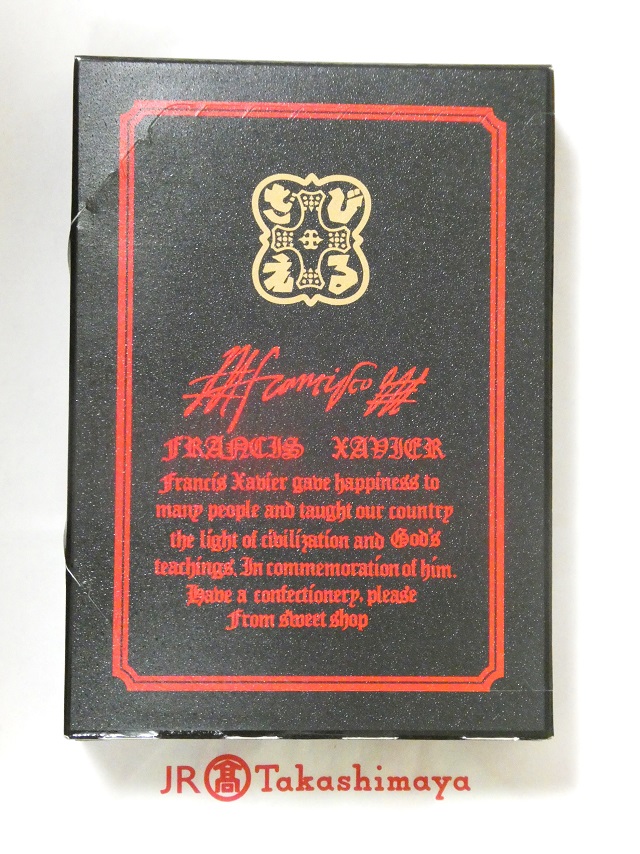 ざび
える
Francisco
FRANCIS XAVIER
Francis Xavier gave happiness to
many people and taught our country
the light of civilization and God's
teachings. In commemoration of him.
Have a confectionery, please
From sweet shop
JR 髙 Takashimaya